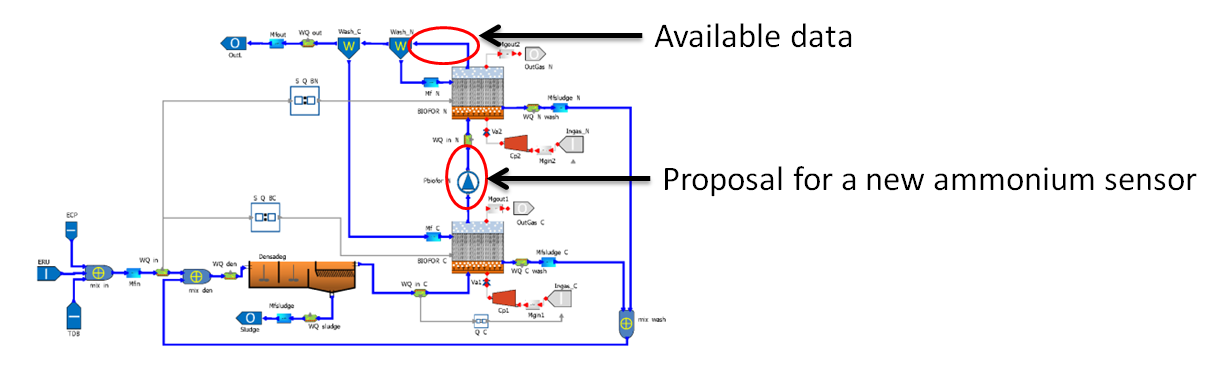 Available data
Proposal for a new ammonium sensor
Wash_C
Wash_N
WQ out
Mfout
O
Out1
W
W
Mgout2
O
OutGas N
S Q BN
Mf N
BIOFOR N
WQ N wash
Mfsludge N
WQ in N
Va2
Cp2
Mgin2
Ingas_N
I
Pbiofor N
S Q BC
Mgout1
O
OutGas C
Mf C
BIOFOR C
WQ C wash
Mfsludge C
ECP
I
ERU
I
TDB
I
mix in
Mfin
WQ in
mix den
WQ den
Densadeg
WQ in C
Va1
Cp1
Mgin1
Ingas_C
I
Q C
mix wash
O
Sludge
Mfsludge
WQ sludge